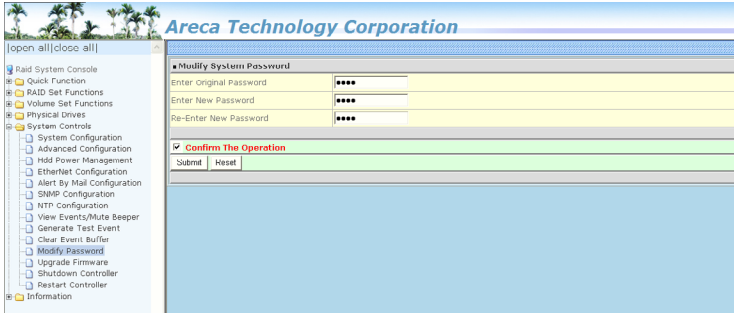 Areca Technology Corporation
|open all|close all|
Raid System Console
Quick Function
RAID Set Functions
Volume Set Functions
Physical Drives
System Controls
System Configuration
Advanced Configuration
Hdd Power Management
EtherNet Configuration
Alert By Mail Configuration
SNMP Configuration
NTP Configuration
View Events/Mute Beeper
Generate Test Event
Clear Event Buffer
Modify Password
Upgrade Firmware
Shutdown Controller
Restart Controller
Information
Modify System Password
Enter Original Password ••••
Enter New Password ••••
Re-Enter New Password ••••
Confirm The Operation
Submit Reset